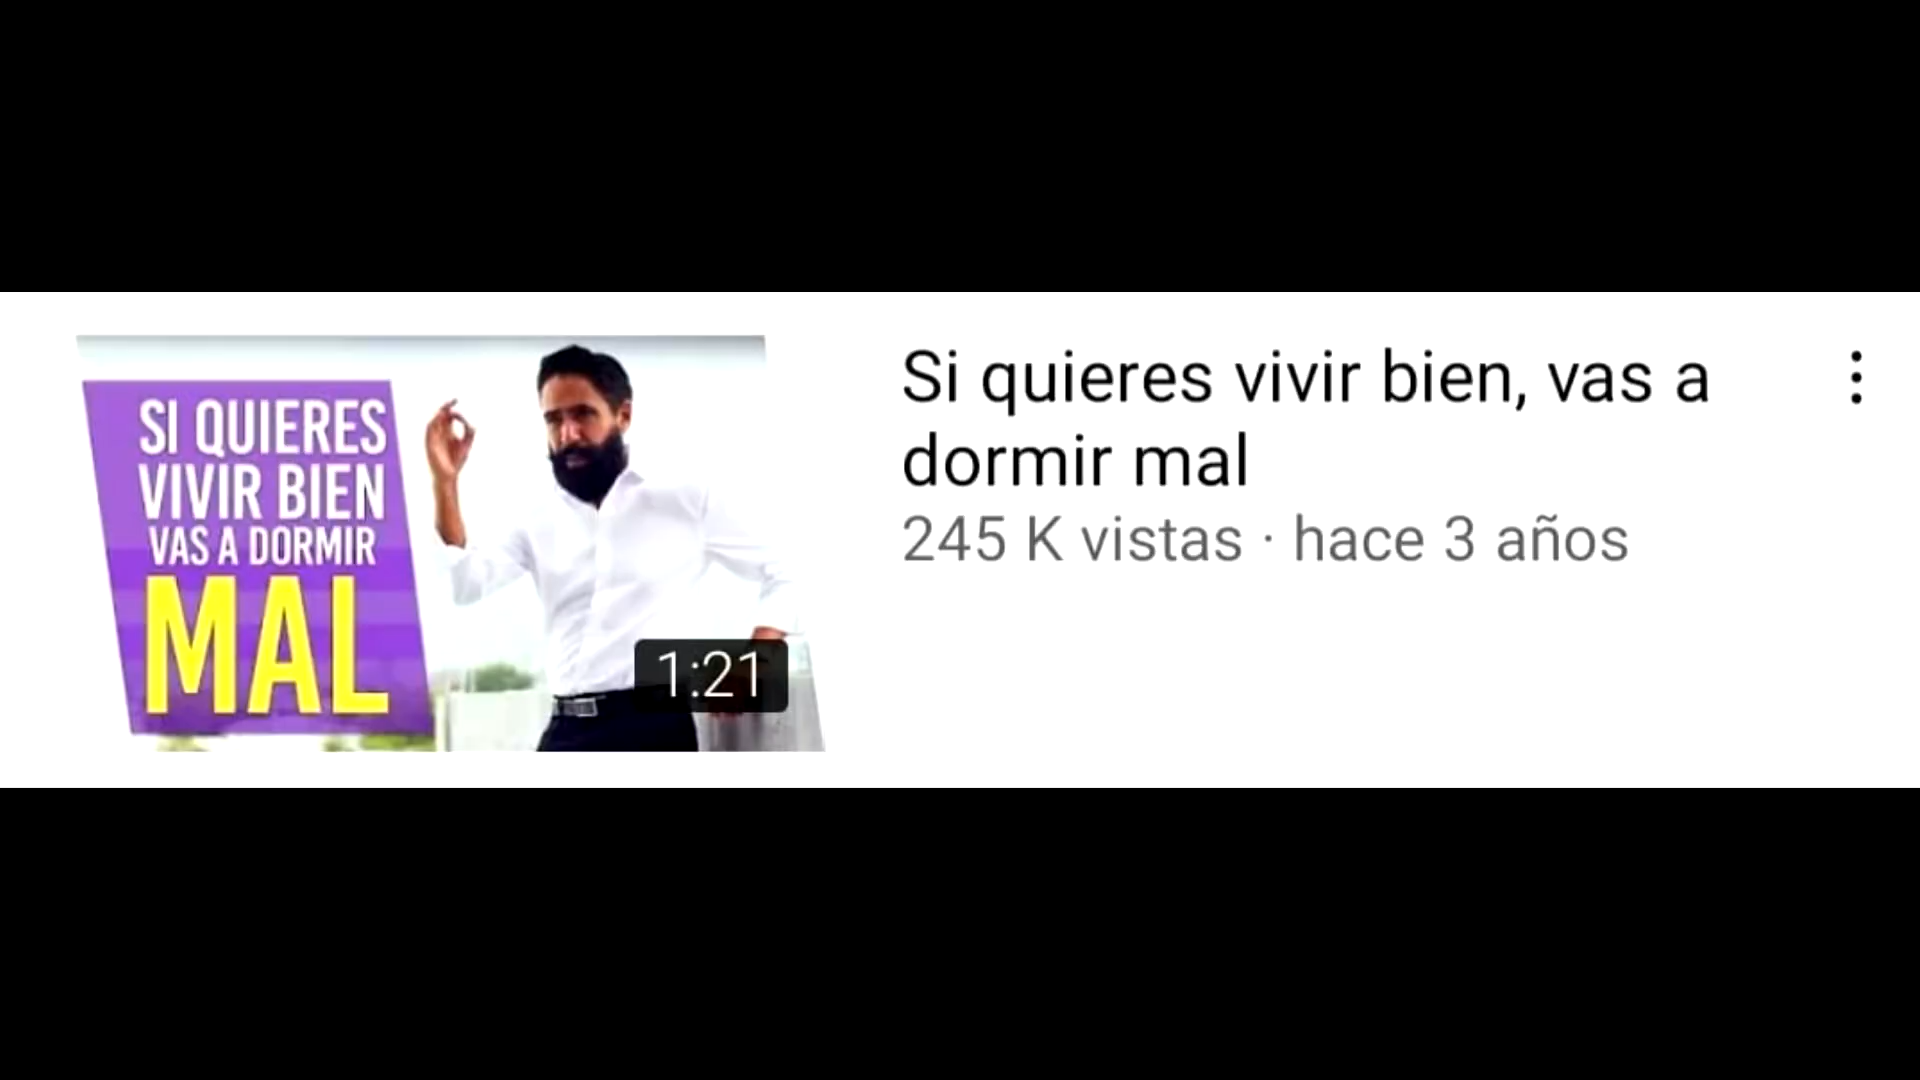 SI QUIERES
VIVIR BIEN
VAS A DORMIR
MAL
1:21
Si quieres vivir bien, vas a
dormir mal
245 K vistas · hace 3 años